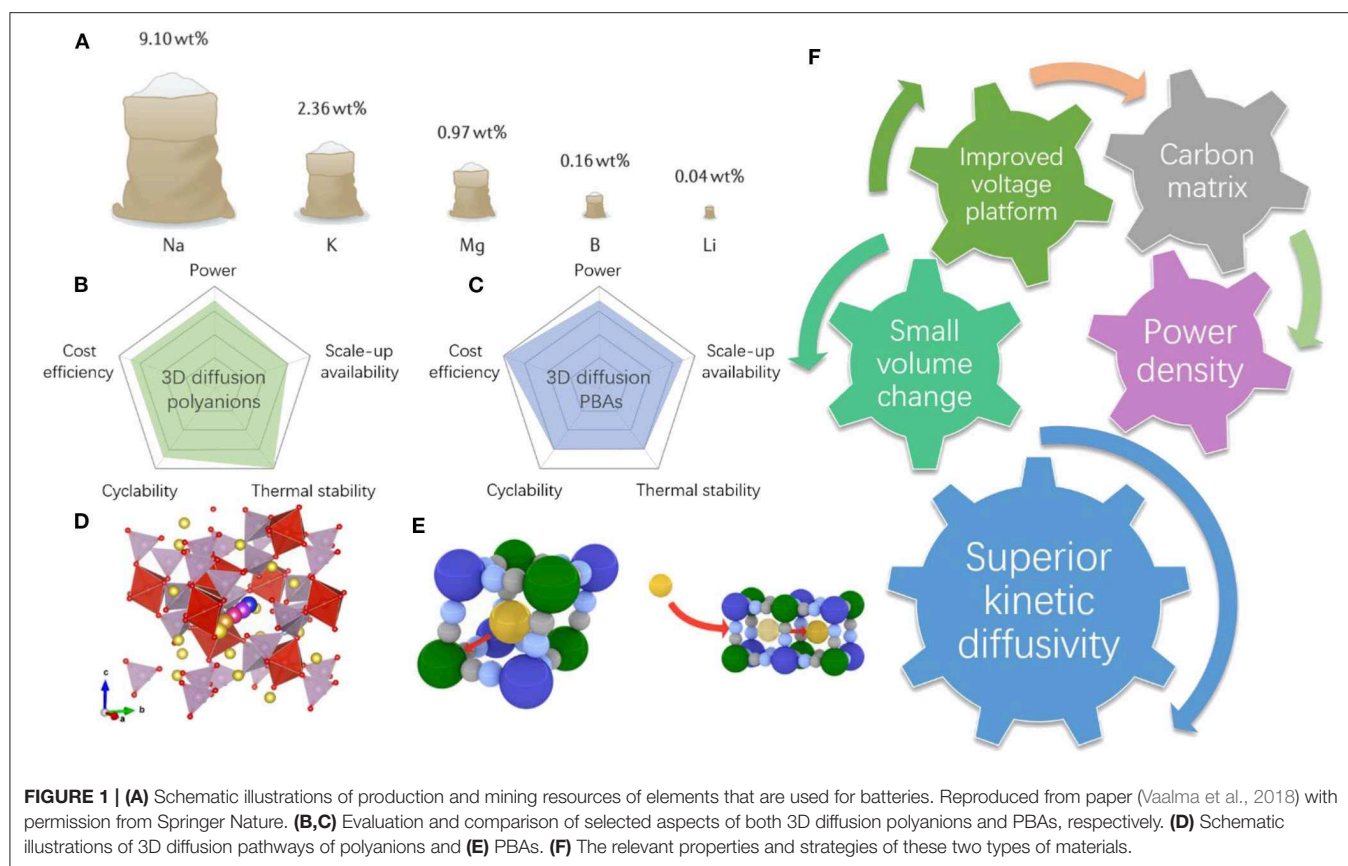 A
9.10 wt%
2.36 wt%
0.97 wt%
0.16 wt%
0.04 wt%
Na
K
Mg
B
Li
B
Power
Cost
efficiency
Scale-up
availability
3D diffusion
polyanions
Cyclability
Thermal stability
C
Power
Cost
efficiency
Scale-up
availability
3D diffusion
PBAs
Cyclability
Thermal stability
D
c
b
a
E
F
Improved
voltage
platform
Carbon
matrix
Small
volume
change
Power
density
Superior
kinetic
diffusivity
FIGURE 1 | (A) Schematic illustrations of production and mining resources of elements that are used for batteries. Reproduced from paper (Vaalma et al., 2018) with
permission from Springer Nature. (B,C) Evaluation and comparison of selected aspects of both 3D diffusion polyanions and PBAs, respectively. (D) Schematic
illustrations of 3D diffusion pathways of polyanions and (E) PBAs. (F) The relevant properties and strategies of these two types of materials.